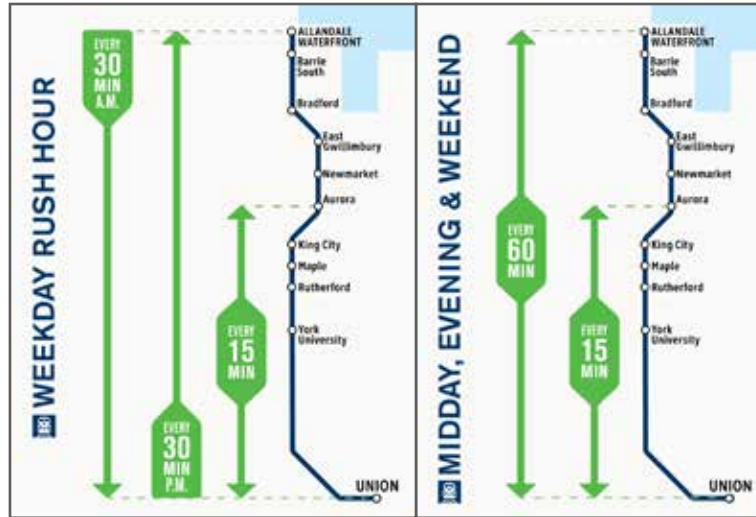 WEEKDAY RUSH HOUR
EVERY
30
MIN
A.M.
EVERY
30
MIN
P.M.
EVERY
15
MIN
ALLANDALE
WATERFRONT
Barrie
South
Bradford
East
Gwillimbury
Newmarket
Aurora
King City
Maple
Rutherford
York
University
UNION
MIDDAY, EVENING & WEEKEND
EVERY
60
MIN
EVERY
15
MIN
ALLANDALE
WATERFRONT
Barrie
South
Bradford
East
Gwillimbury
Newmarket
Aurora
King City
Maple
Rutherford
York
University
UNION